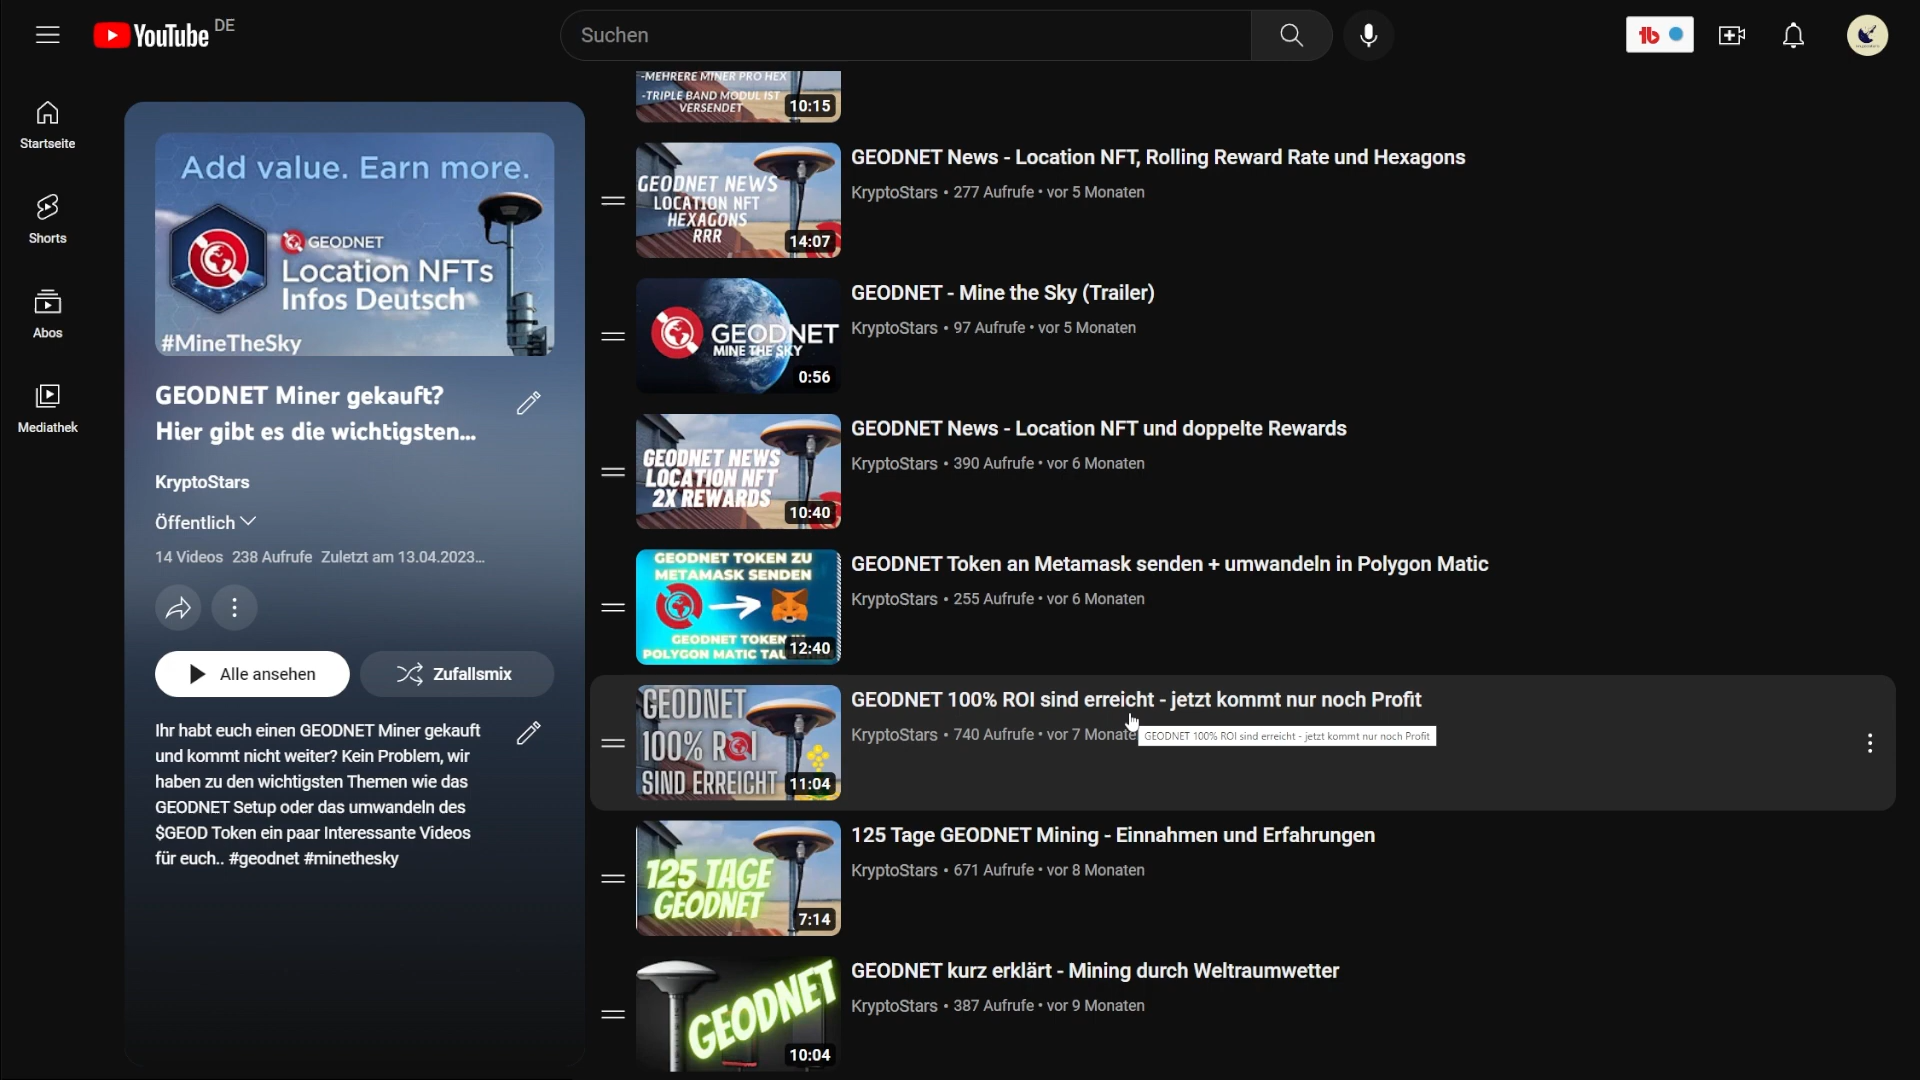 YouTube DE
Suchen
Startseite
Shorts
Abos
Mediathek
Add value. Earn more.
GEODNET
Location NFTs
Infos Deutsch
#MineTheSky
GEODNET Miner gekauft?
Hier gibt es die wichtigsten...
KryptoStars
Öffentlich
14 Videos 238 Aufrufe Zuletzt am 13.04.2023...
Alle ansehen
Zufallsmix
Ihr habt euch einen GEODNET Miner gekauft
und kommt nicht weiter? Kein Problem, wir
haben zu den wichtigsten Themen wie das
GEODNET Setup oder das umwandeln des
$GEOD Token ein paar Interessante Videos
für euch.. #geodnet #minethesky
-MEHRERE MINER PRO HEX
-TRIPLE BAND MODUL IST
VERSENDET
10:15
GEODNET NEWS
LOCATION NFT
HEXAGONS
RRR
14:07
GEODNET News - Location NFT, Rolling Reward Rate und Hexagons
KryptoStars • 277 Aufrufe • vor 5 Monaten
GEODNET
MINE THE SKY
0:56
GEODNET - Mine the Sky (Trailer)
KryptoStars • 97 Aufrufe • vor 5 Monaten
GEODNET NEWS
LOCATION NFT
2X REWARDS
10:40
GEODNET News - Location NFT und doppelte Rewards
KryptoStars • 390 Aufrufe • vor 6 Monaten
GEODNET TOKEN ZU
METAMASK SENDEN
GEODNET TOKEN
POLYGON MATIC
12:40
GEODNET Token an Metamask senden + umwandeln in Polygon Matic
KryptoStars • 255 Aufrufe • vor 6 Monaten
GEODNET
100% ROI
SIND ERREICHT
11:04
GEODNET 100% ROI sind erreicht - jetzt kommt nur noch Profit
KryptoStars • 740 Aufrufe • vor 7 Monate
GEODNET 100% ROI sind erreicht - jetzt kommt nur noch Profit
125 TAGE
GEODNET
7:14
125 Tage GEODNET Mining - Einnahmen und Erfahrungen
KryptoStars • 671 Aufrufe • vor 8 Monaten
GEODNET
10:04
GEODNET kurz erklärt - Mining durch Weltraumwetter
KryptoStars • 387 Aufrufe • vor 9 Monaten